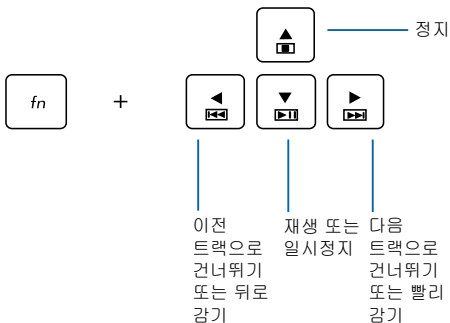 정지
fn
+
이전
트랙으로
건너뛰기
또는 뒤로
감기
재생 또는
일시정지
다음
트랙으로
건너뛰기
또는 빨리
감기